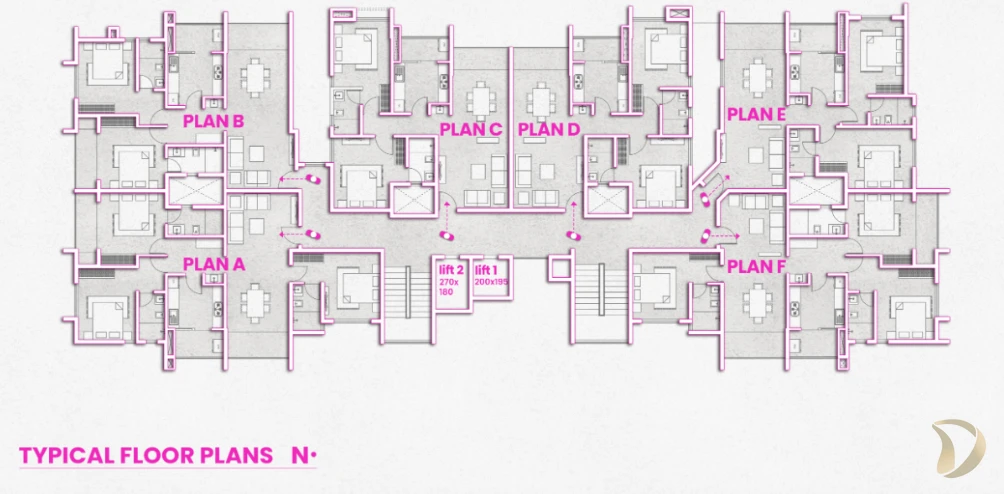 PLAN B
PLAN C
PLAN D
PLAN E
PLAN A
PLAN F
lift 2
270x
180
lift 1
200x195
TYPICAL FLOOR PLANS N•